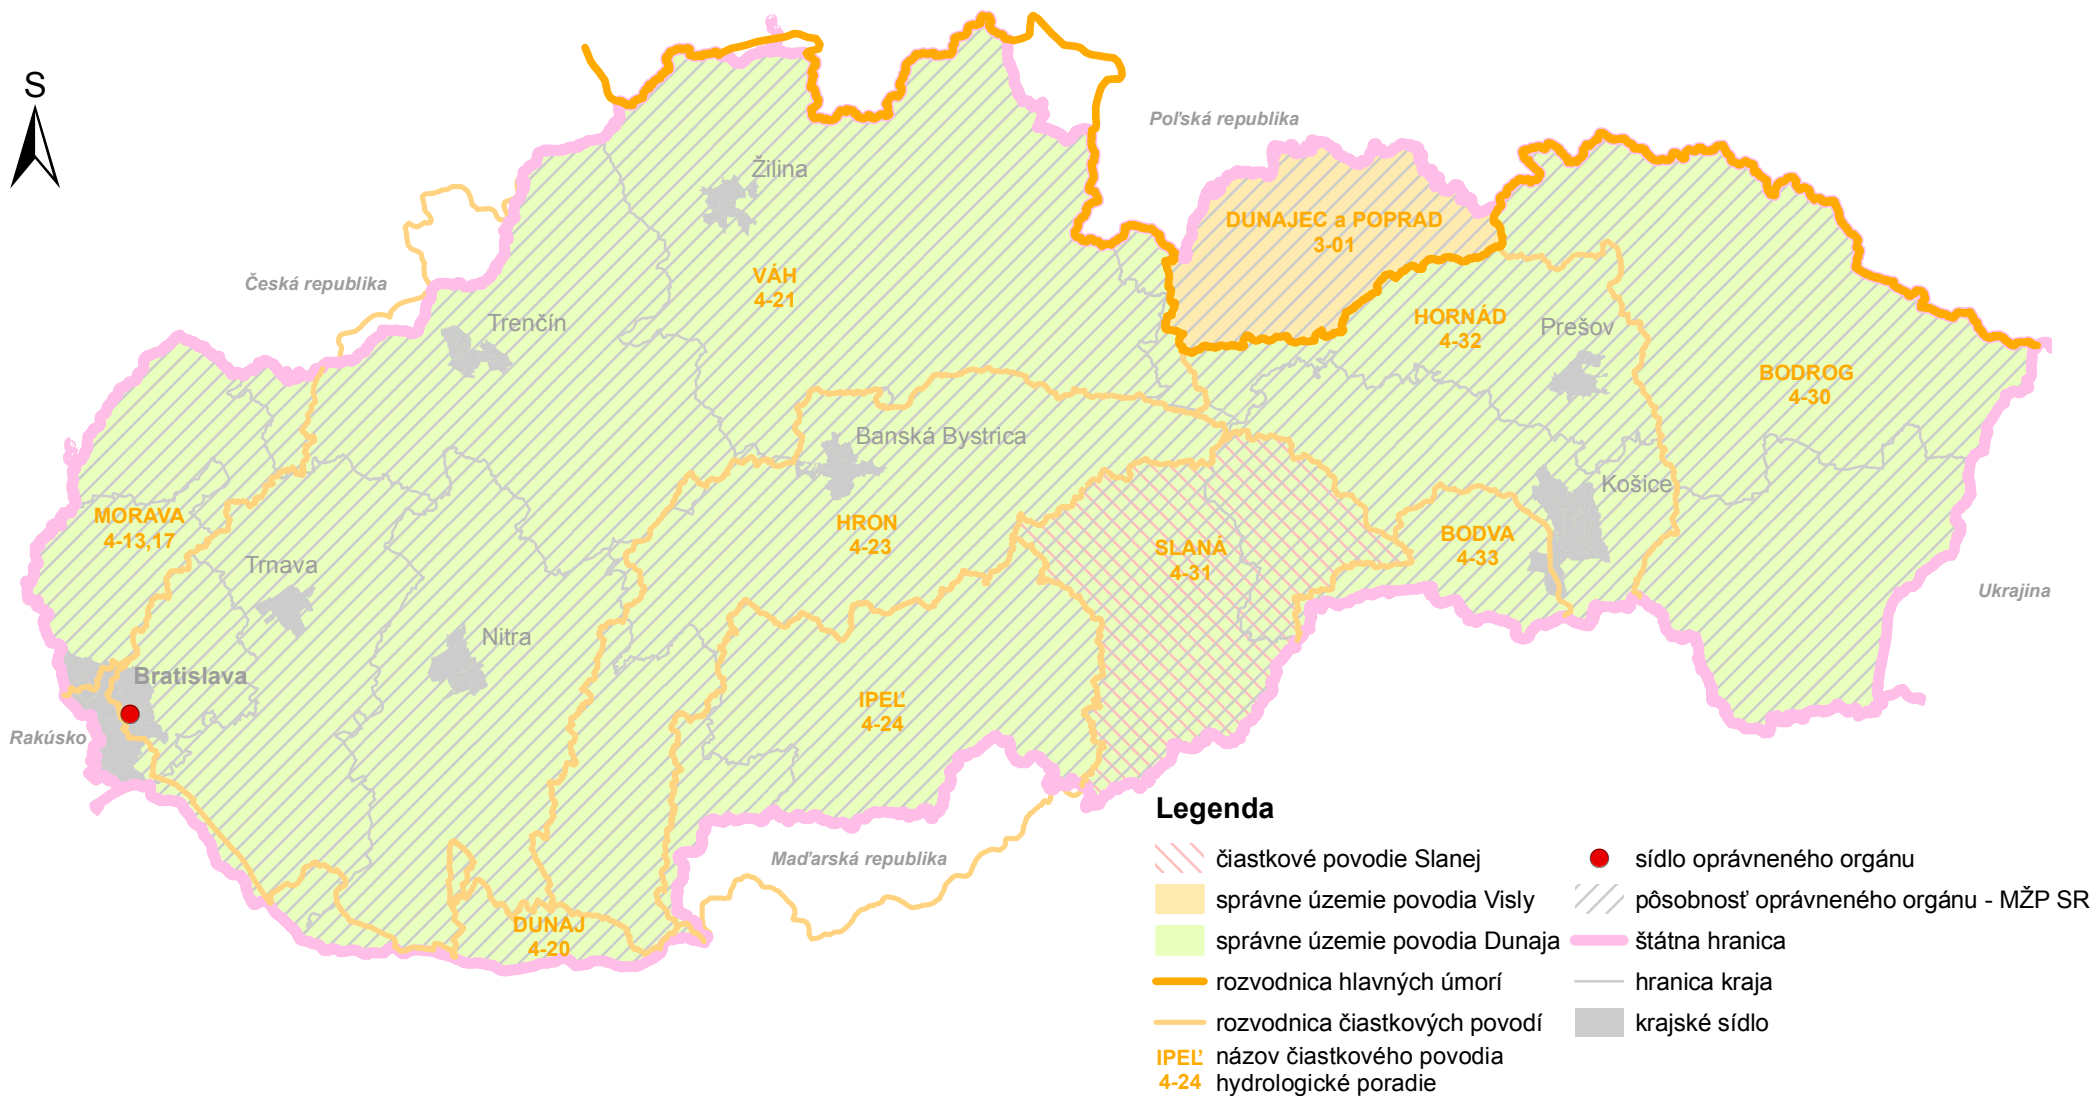 S
Poľská republika
Žilina
DUNAJEC a POPRAD
3-01
Česká republika
VÁH
4-21
Trenčín
HORNÁD
4-32
Prešov
BODROG
4-30
Banská Bystrica
Košice
MORAVA
4-13,17
HRON
4-23
SLANÁ
4-31
BODVA
4-33
Trnava
Ukrajina
Nitra
Bratislava
IPEĽ
4-24
Rakúsko
Maďarská republika
DUNAJ
4-20
Legenda
čiastkové povodie Slanej
správne územie povodia Visly
správne územie povodia Dunaja
rozvodnica hlavných úmorí
rozvodnica čiastkových povodí
IPEĽ názov čiastkového povodia
4-24 hydrologické poradie
sídlo oprávneného orgánu
pôsobnosť oprávneného orgánu - MŽP SR
štátna hranica
hranica kraja
krajské sídlo